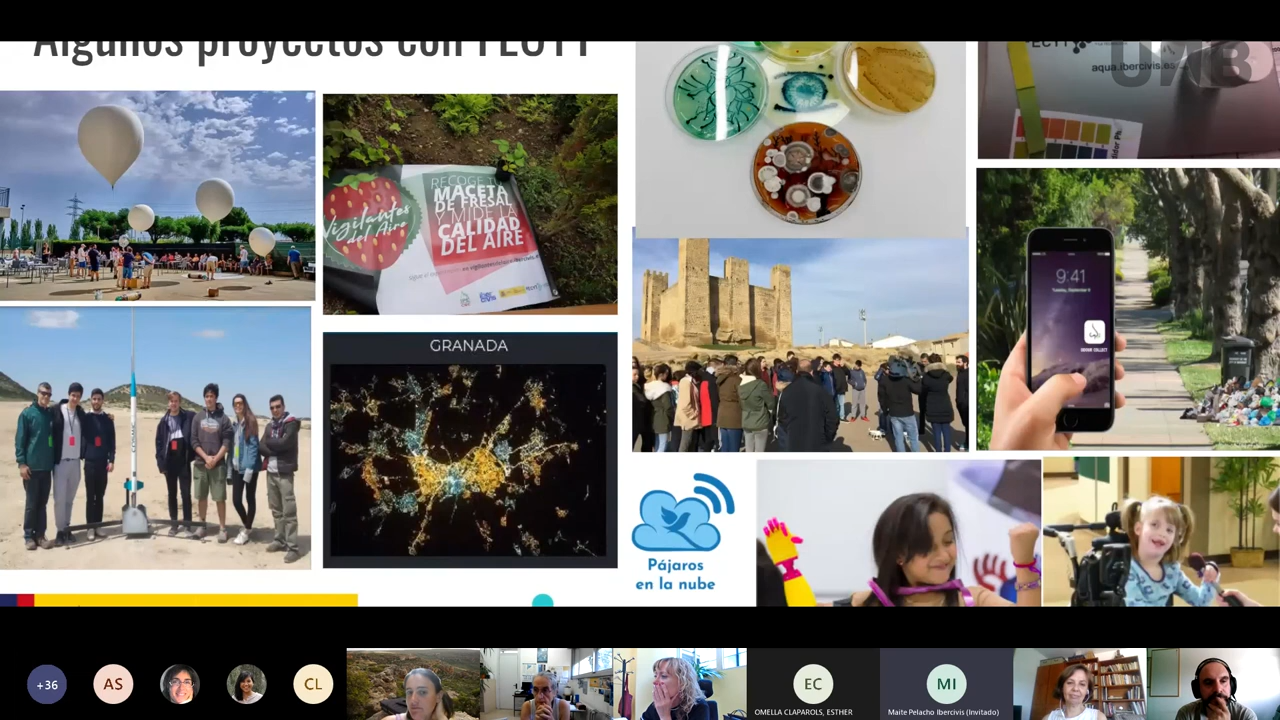 Algunos proyectos con FECYT
RECOGE TU
MACETA
DE FRESAL
Y MIDE LA
CALIDAD
DEL AIRE
Vigilantes
del Aire
GRANADA
aqua.ibercivis.es
UAB
9:41
Pájaros
en la nube
+36
AS
CL
EC
OMELLA CLAPAROLS, ESTHER
MI
Maite Pelacho Ibercivis (Invitado)